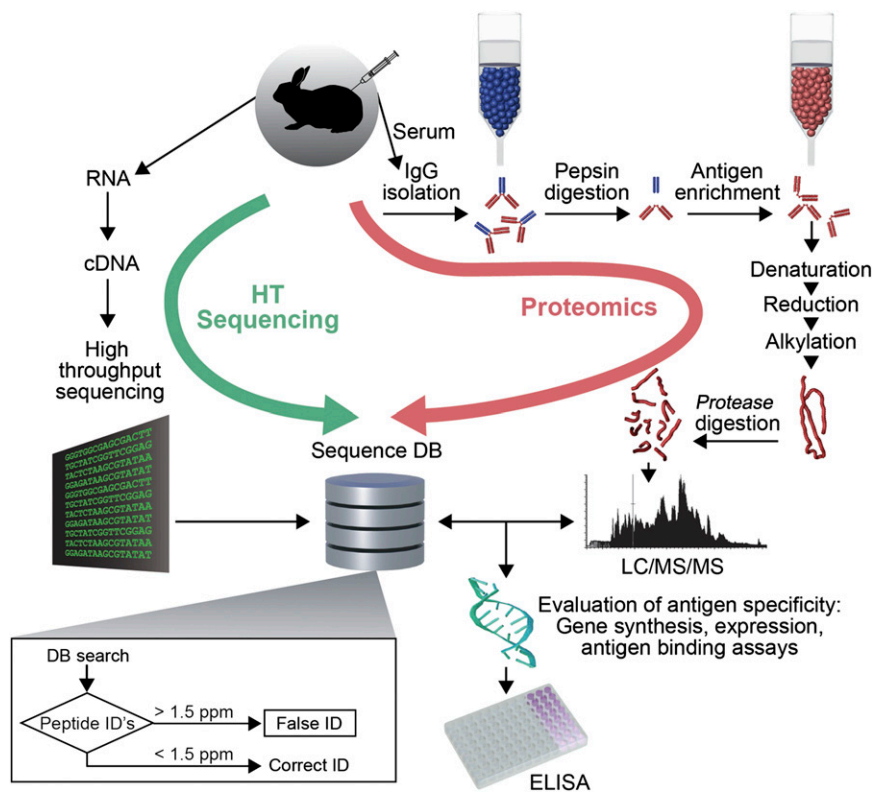 Serum
RNA
IgG
isolation
Pepsin
digestion
Antigen
enrichment
cDNA
High
throughput
sequencing
HT
Sequencing
Proteomics
Denaturation
Reduction
Alkylation
Protease
digestion
Sequence DB
GGGTGGCGAGCGACTT
TGCTATCGGTTCGGAG
TACTCTAAGCGTATAA
GGAGATAAGCGTATAT
GGGTGGCGAGCGACTT
TGCTATCGGTTCGGAG
TACTCTAAGCGTATAA
GGAGATAAGCGTATAT
TGCTATCGGTTCGGAG
TACTCTAAGCGTATAA
GGAGATAAGCGTATAT
LC/MS/MS
Evaluation of antigen specificity:
Gene synthesis, expression,
antigen binding assays
DB search
Peptide ID's
> 1.5 ppm
False ID
< 1.5 ppm
Correct ID
ELISA